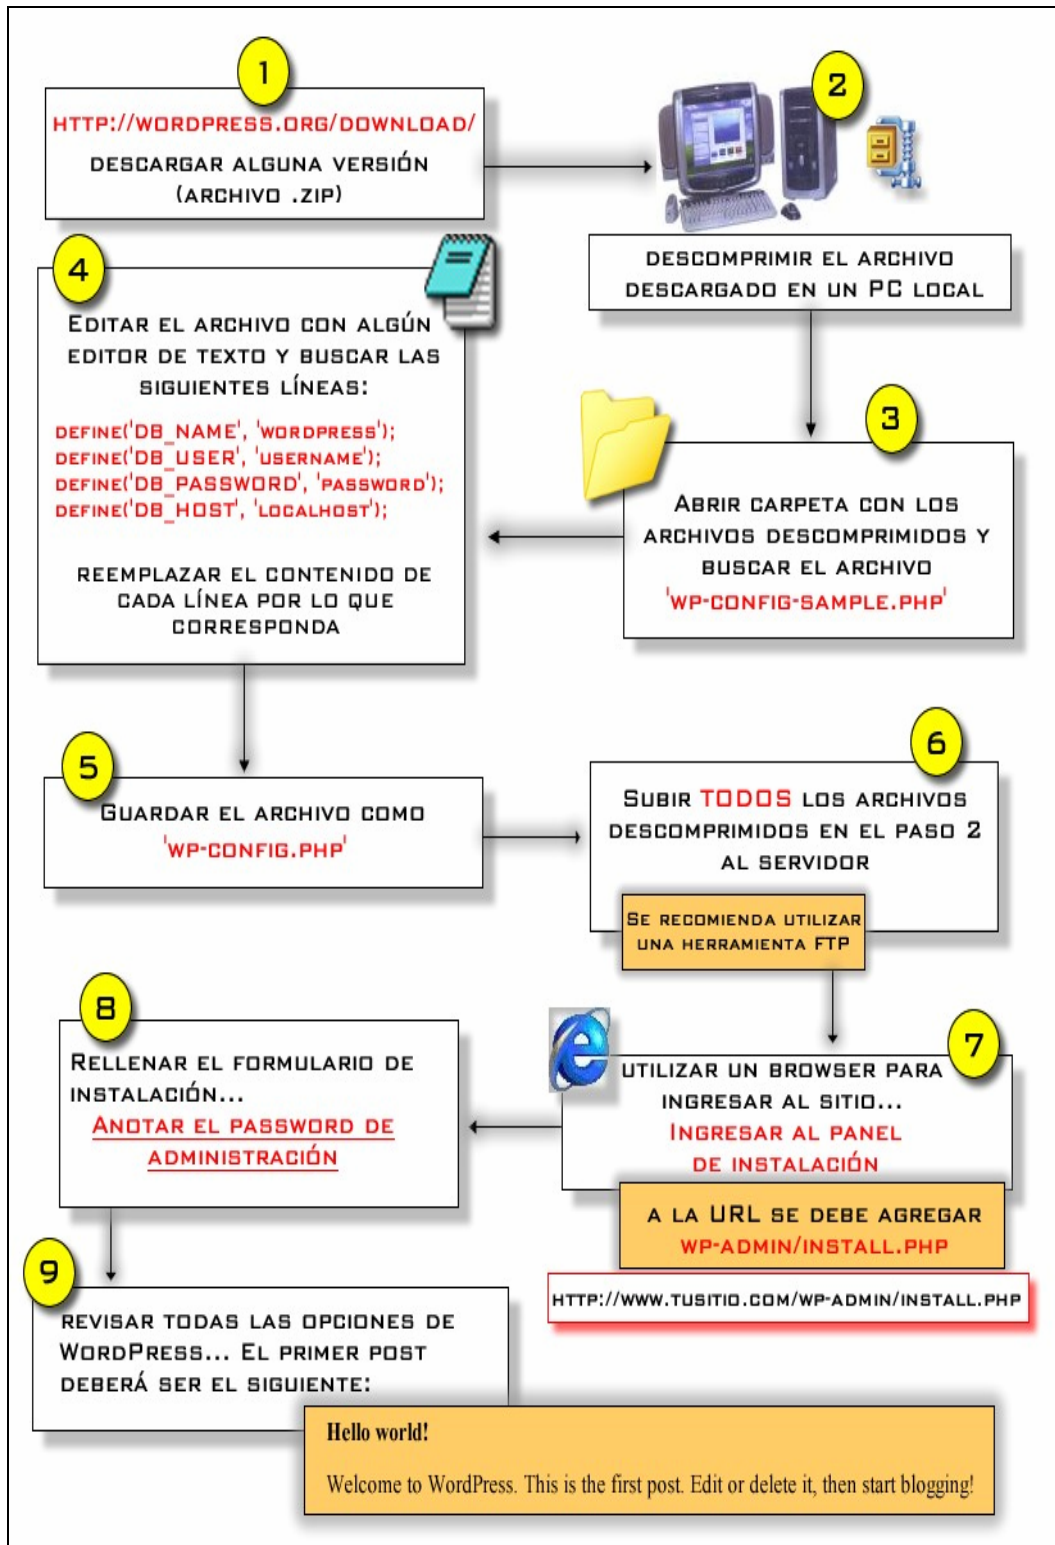 1
HTTP://WORDPRESS.ORG/DOWNLOAD/
DESCARGAR ALGUNA VERSIÓN
(ARCHIVO .ZIP)
2
DESCOMPRIMIR EL ARCHIVO
DESCARGADO EN UN PC LOCAL
3
ABRIR CARPETA CON LOS
ARCHIVOS DESCOMPRIMIDOS Y
BUSCAR EL ARCHIVO
'WP-CONFIG-SAMPLE.PHP'
4
EDITAR EL ARCHIVO CON ALGÚN
EDITOR DE TEXTO Y BUSCAR LAS
SIGUIENTES LÍNEAS:
DEFINE('DB_NAME', 'WORDPRESS');
DEFINE('DB_USER', 'USERNAME');
DEFINE('DB_PASSWORD', 'PASSWORD');
DEFINE('DB_HOST', 'LOCALHOST');
REEMPLAZAR EL CONTENIDO DE
CADA LÍNEA POR LO QUE
CORRESPONDA
5
GUARDAR EL ARCHIVO COMO
'WP-CONFIG.PHP'
6
SUBIR TODOS LOS ARCHIVOS
DESCOMPRIMIDOS EN EL PASO 2
AL SERVIDOR
SE RECOMIENDA UTILIZAR
UNA HERRAMIENTA FTP
7
UTILIZAR UN BROWSER PARA
INGRESAR AL SITIO...
INGRESAR AL PANEL
DE INSTALACIÓN
A LA URL SE DEBE AGREGAR
WP-ADMIN/INSTALL.PHP
HTTP://WWW.TUSITIO.COM/WP-ADMIN/INSTALL.PHP
8
RELLENAR EL FORMULARIO DE
INSTALACIÓN...
ANOTAR EL PASSWORD DE
ADMINISTRACIÓN
9
REVISAR TODAS LAS OPCIONES DE
WORDPRESS... EL PRIMER POST
DEBERÁ SER EL SIGUIENTE:
Hello world!
Welcome to WordPress. This is the first post. Edit or delete it, then start blogging!